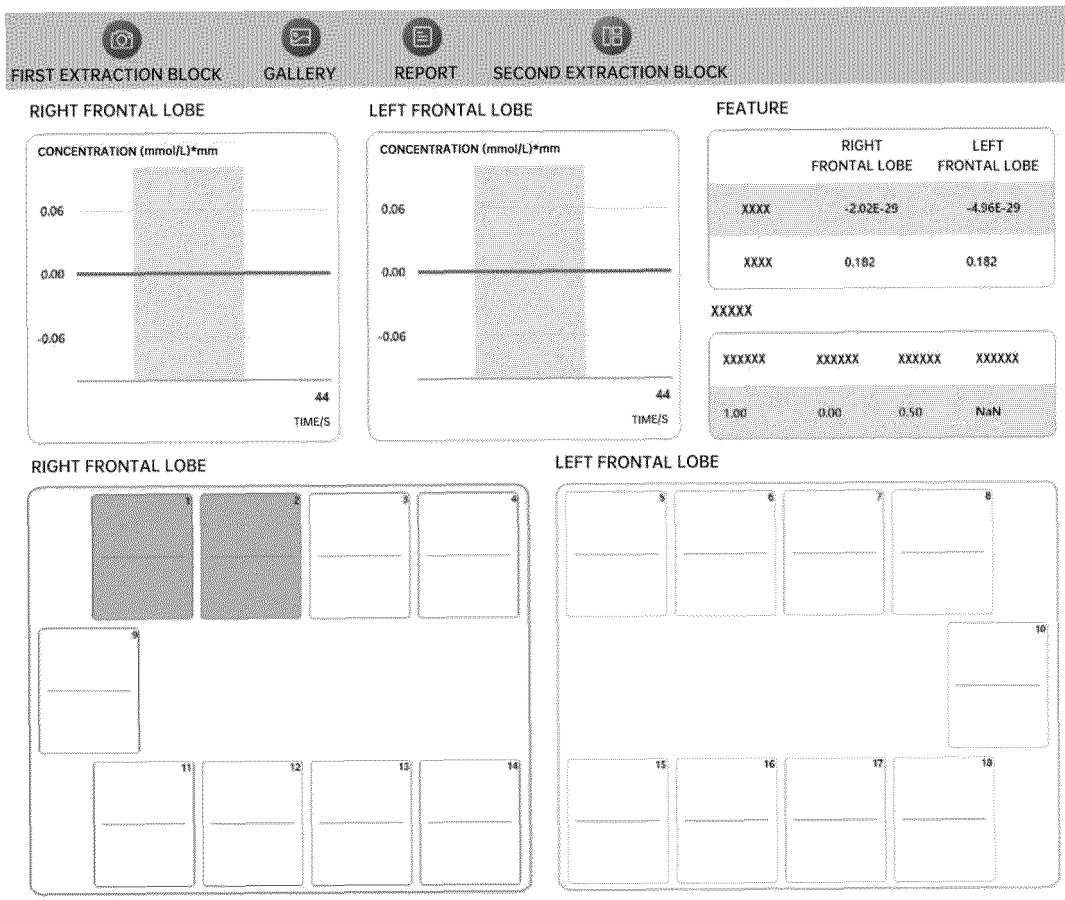 FIRST EXTRACTION BLOCK GALLERY REPORT SECOND EXTRACTION BLOCK
RIGHT FRONTAL LOBE
CONCENTRATION (mmol/L)*mm
0.06
0.00
-0.06
44
TIME/S
LEFT FRONTAL LOBE
CONCENTRATION (mmol/L)*mm
0.06
0.00
-0.06
44
TIME/S
FEATURE
RIGHT FRONTAL LOBE LEFT FRONTAL LOBE
XXXX -2.02E-29 -4.96E-29
XXXX 0.182 0.182
XXXXX
XXXXXX XXXXXX XXXXXX XXXXXX
1.00 0.00 0.50 NaN
RIGHT FRONTAL LOBE
1 2 3 4
9
11 12 13 14
LEFT FRONTAL LOBE
5 6 7 8
10
15 16 17 18